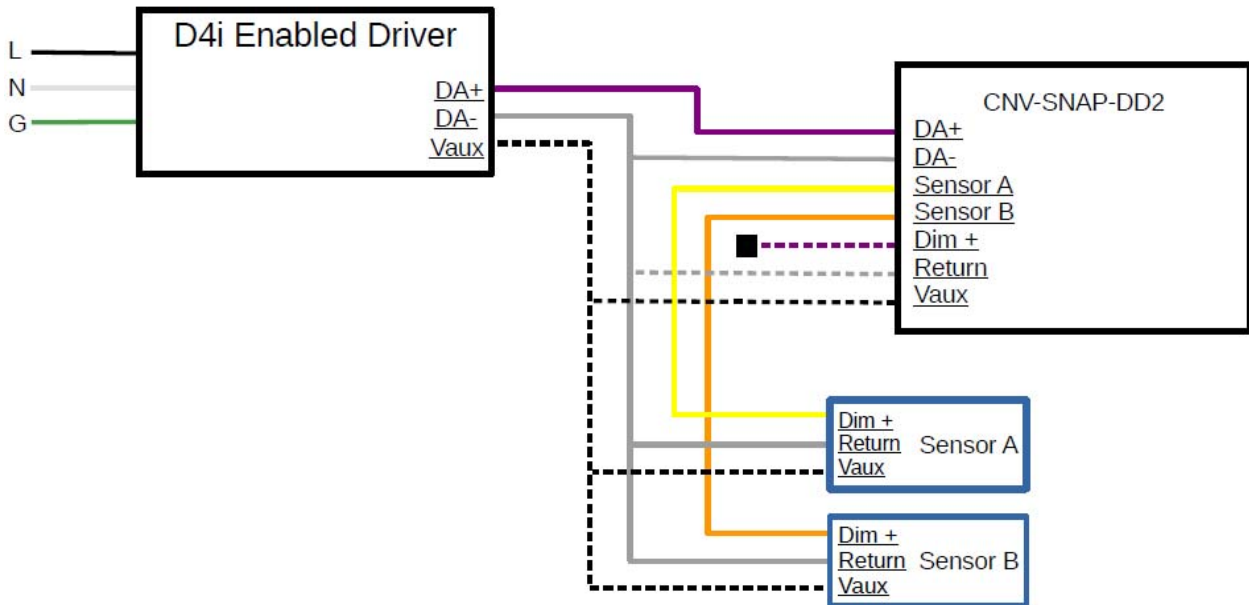 D4i Enabled Driver
L
N
G
DA+
DA-
Vaux
CNV-SNAP-DD2
DA+
DA-
Sensor A
Sensor B
Dim +
Return
Vaux
Dim +
Return
Vaux
Sensor A
Dim +
Return
Vaux
Sensor B